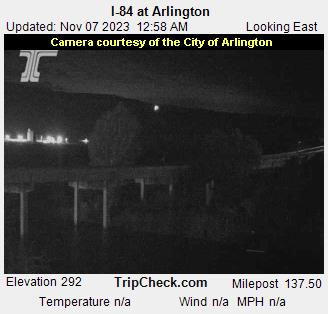 I-84 at Arlington
Updated: Nov 07 2023 12:58 AM Looking East
Camera courtesy of the City of Arlington
Elevation 292 TripCheck.com Milepost 137.50
Temperature n/a Wind n/a MPH n/a